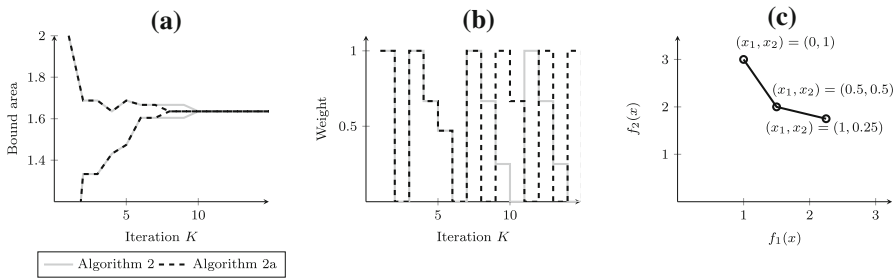 (a)
2
1.8
1.6
1.4
Bound area
5
10
Iteration K
Algorithm 2
Algorithm 2a
(b)
1
0.5
Weight
5
10
Iteration K
(c)
(x₁, x₂) = (0, 1)
(x₁, x₂) = (0.5, 0.5)
(x₁, x₂) = (1, 0.25)
3
2
1
f₂(x)
1
2
3
f₁(x)